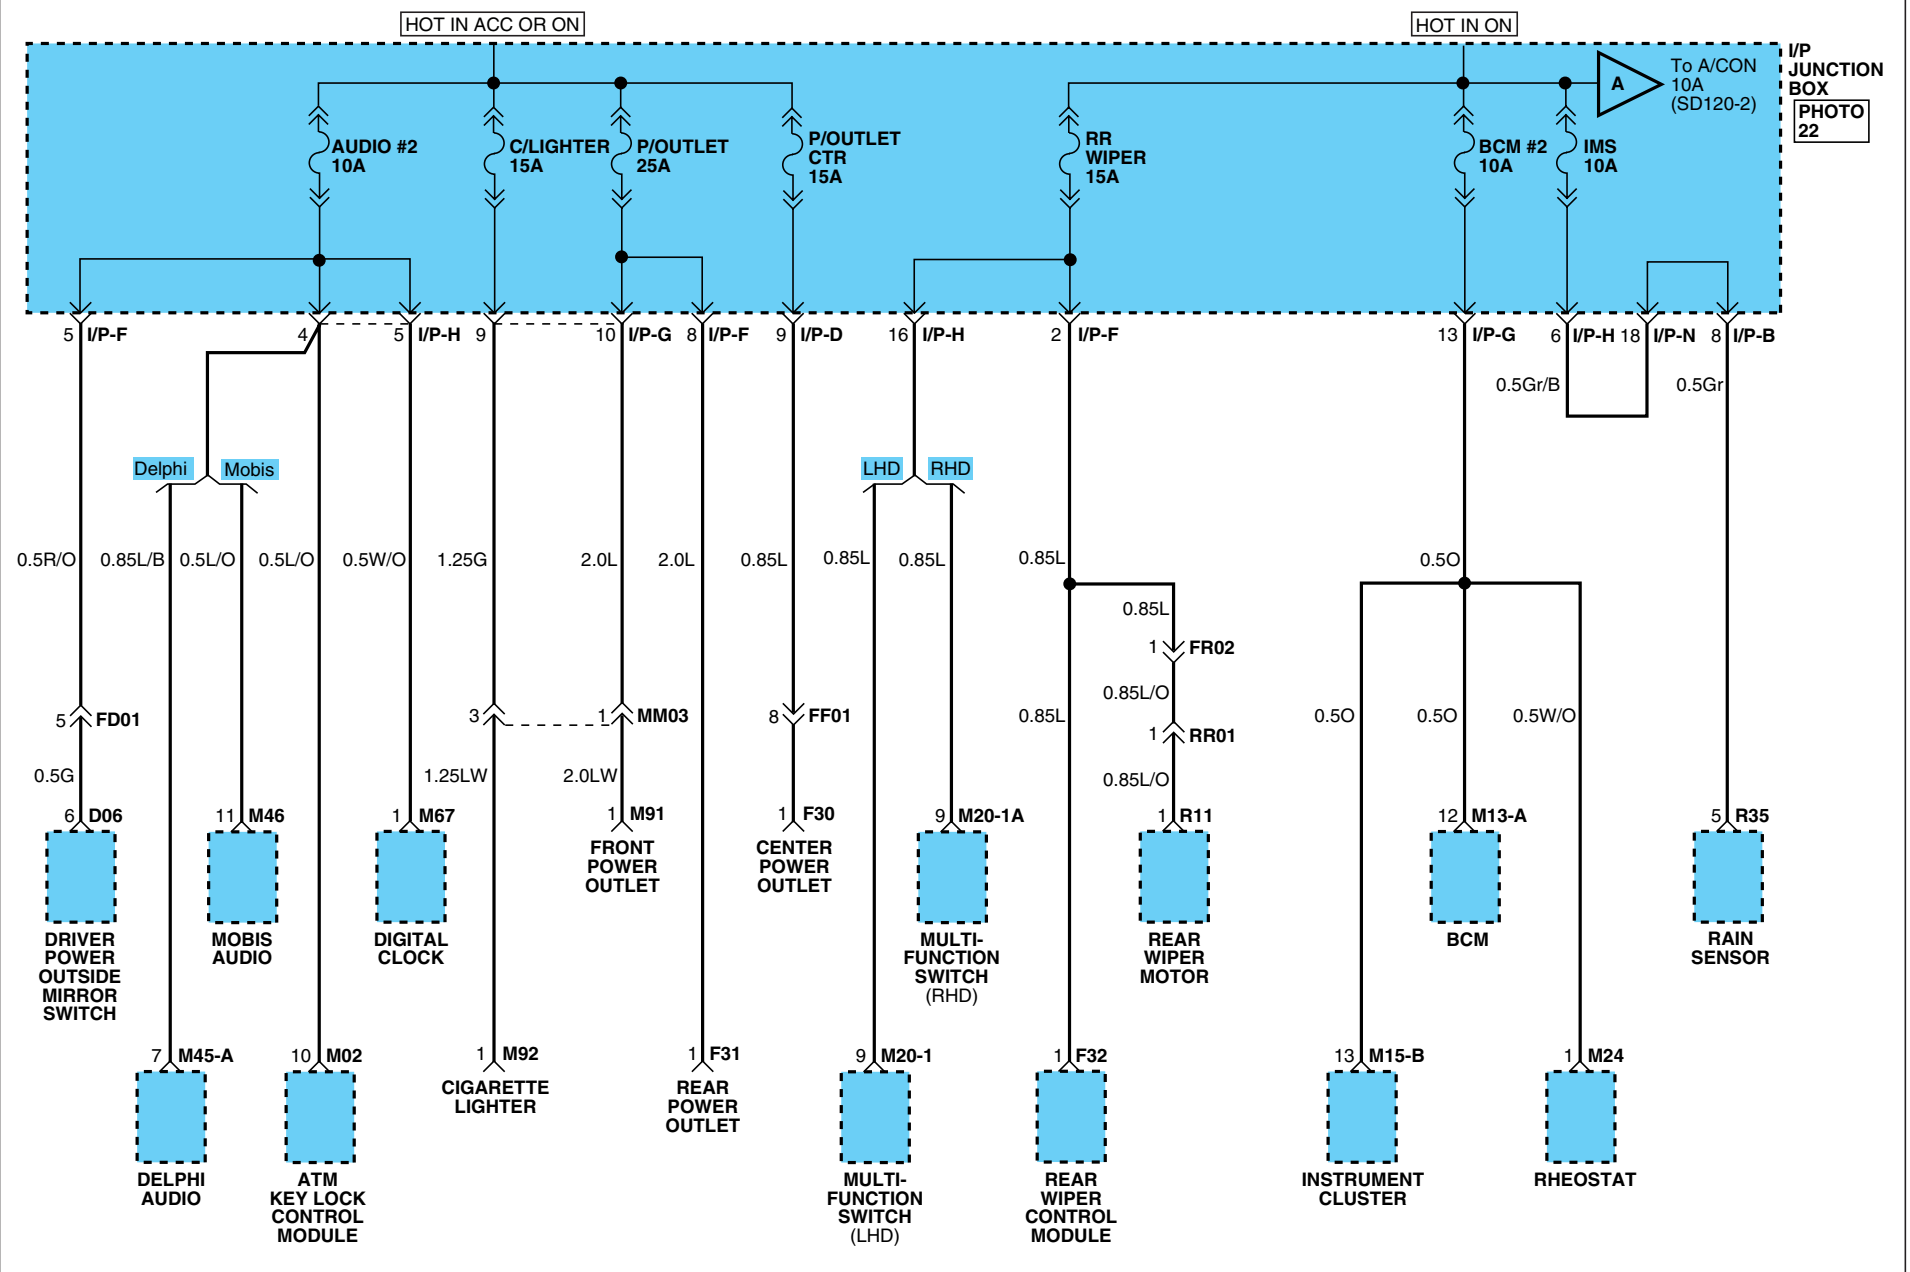 HOT IN ACC OR ON
HOT IN ON
I/P
JUNCTION
BOX
PHOTO
22
A
To A/CON
10A
(SD120-2)
AUDIO #2
10A
C/LIGHTER
15A
P/OUTLET
25A
P/OUTLET
CTR
15A
RR
WIPER
15A
BCM #2
10A
IMS
10A
5 I/P-F
4
5 I/P-H
9
10 I/P-G
8 I/P-F
9 I/P-D
16 I/P-H
2 I/P-F
13 I/P-G
6 I/P-H
18 I/P-N
8 I/P-B
0.5Gr/B
0.5Gr
Delphi
Mobis
LHD
RHD
0.5R/O
0.85L/B
0.5L/O
0.5L/O
0.5W/O
1.25G
2.0L
2.0L
0.85L
0.85L
0.85L
0.85L
0.5O
0.85L
1 FR02
0.85L/O
5 FD01
3
1 MM03
8 FF01
0.85L
1 RR01
0.5O
0.5O
0.5W/O
0.5G
1.25LW
2.0LW
0.85L/O
6 D06
11 M46
1 M67
1 M91
1 F30
9 M20-1A
1 R11
12 M13-A
5 R35
FRONT
POWER
OUTLET
CENTER
POWER
OUTLET
DRIVER
POWER
OUTSIDE
MIRROR
SWITCH
MOBIS
AUDIO
DIGITAL
CLOCK
MULTI-
FUNCTION
SWITCH
(RHD)
REAR
WIPER
MOTOR
BCM
RAIN
SENSOR
7 M45-A
10 M02
1 M92
1 F31
9 M20-1
1 F32
13 M15-B
1 M24
CIGARETTE
LIGHTER
REAR
POWER
OUTLET
DELPHI
AUDIO
ATM
KEY LOCK
CONTROL
MODULE
MULTI-
FUNCTION
SWITCH
(LHD)
REAR
WIPER
CONTROL
MODULE
INSTRUMENT
CLUSTER
RHEOSTAT